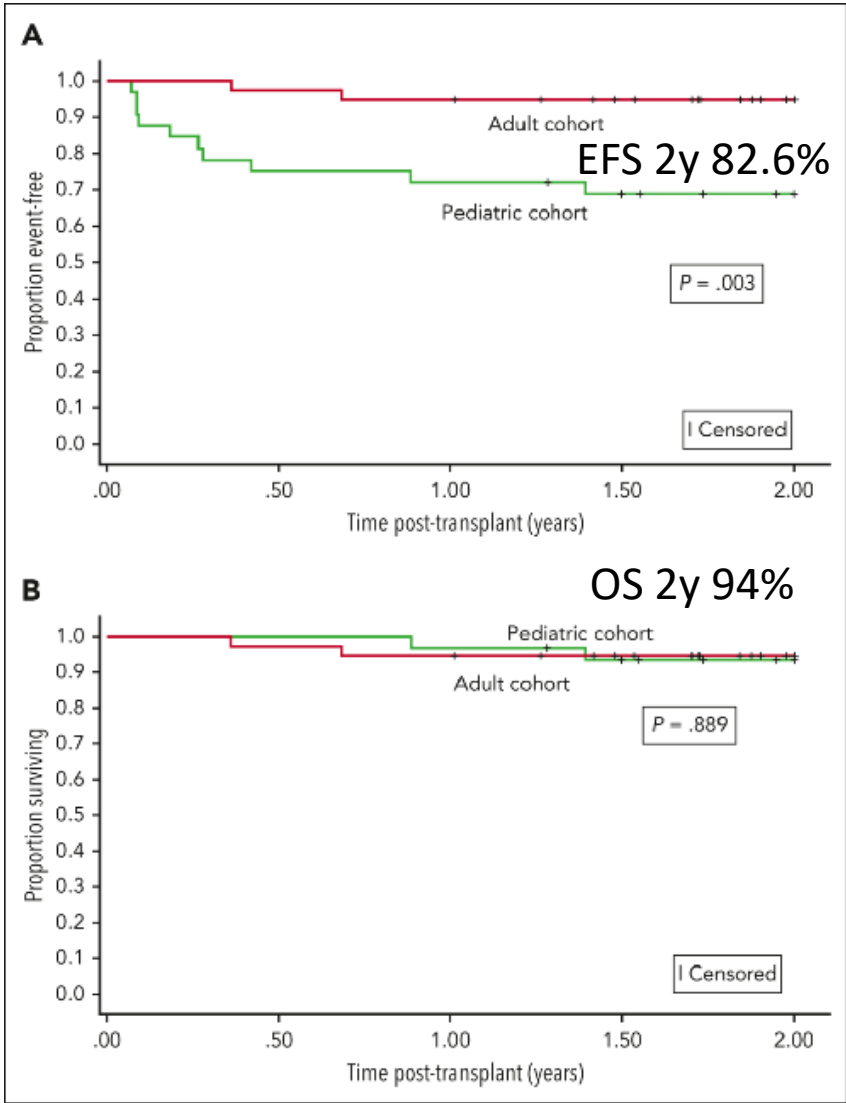 A
1.0
0.9
0.8
0.7
0.6
0.5
0.4
0.3
0.2
0.1
0.0
Proportion event-free
Adult cohort
EFS 2y 82.6%
Pediatric cohort
P = .003
I Censored
.00 .50 1.00 1.50 2.00
Time post-transplant (years)
B
OS 2y 94%
1.0
0.9
0.8
0.7
0.6
0.5
0.4
0.3
0.2
0.1
0.0
Proportion surviving
Pediatric cohort
Adult cohort
P = .889
I Censored
.00 .50 1.00 1.50 2.00
Time post-transplant (years)